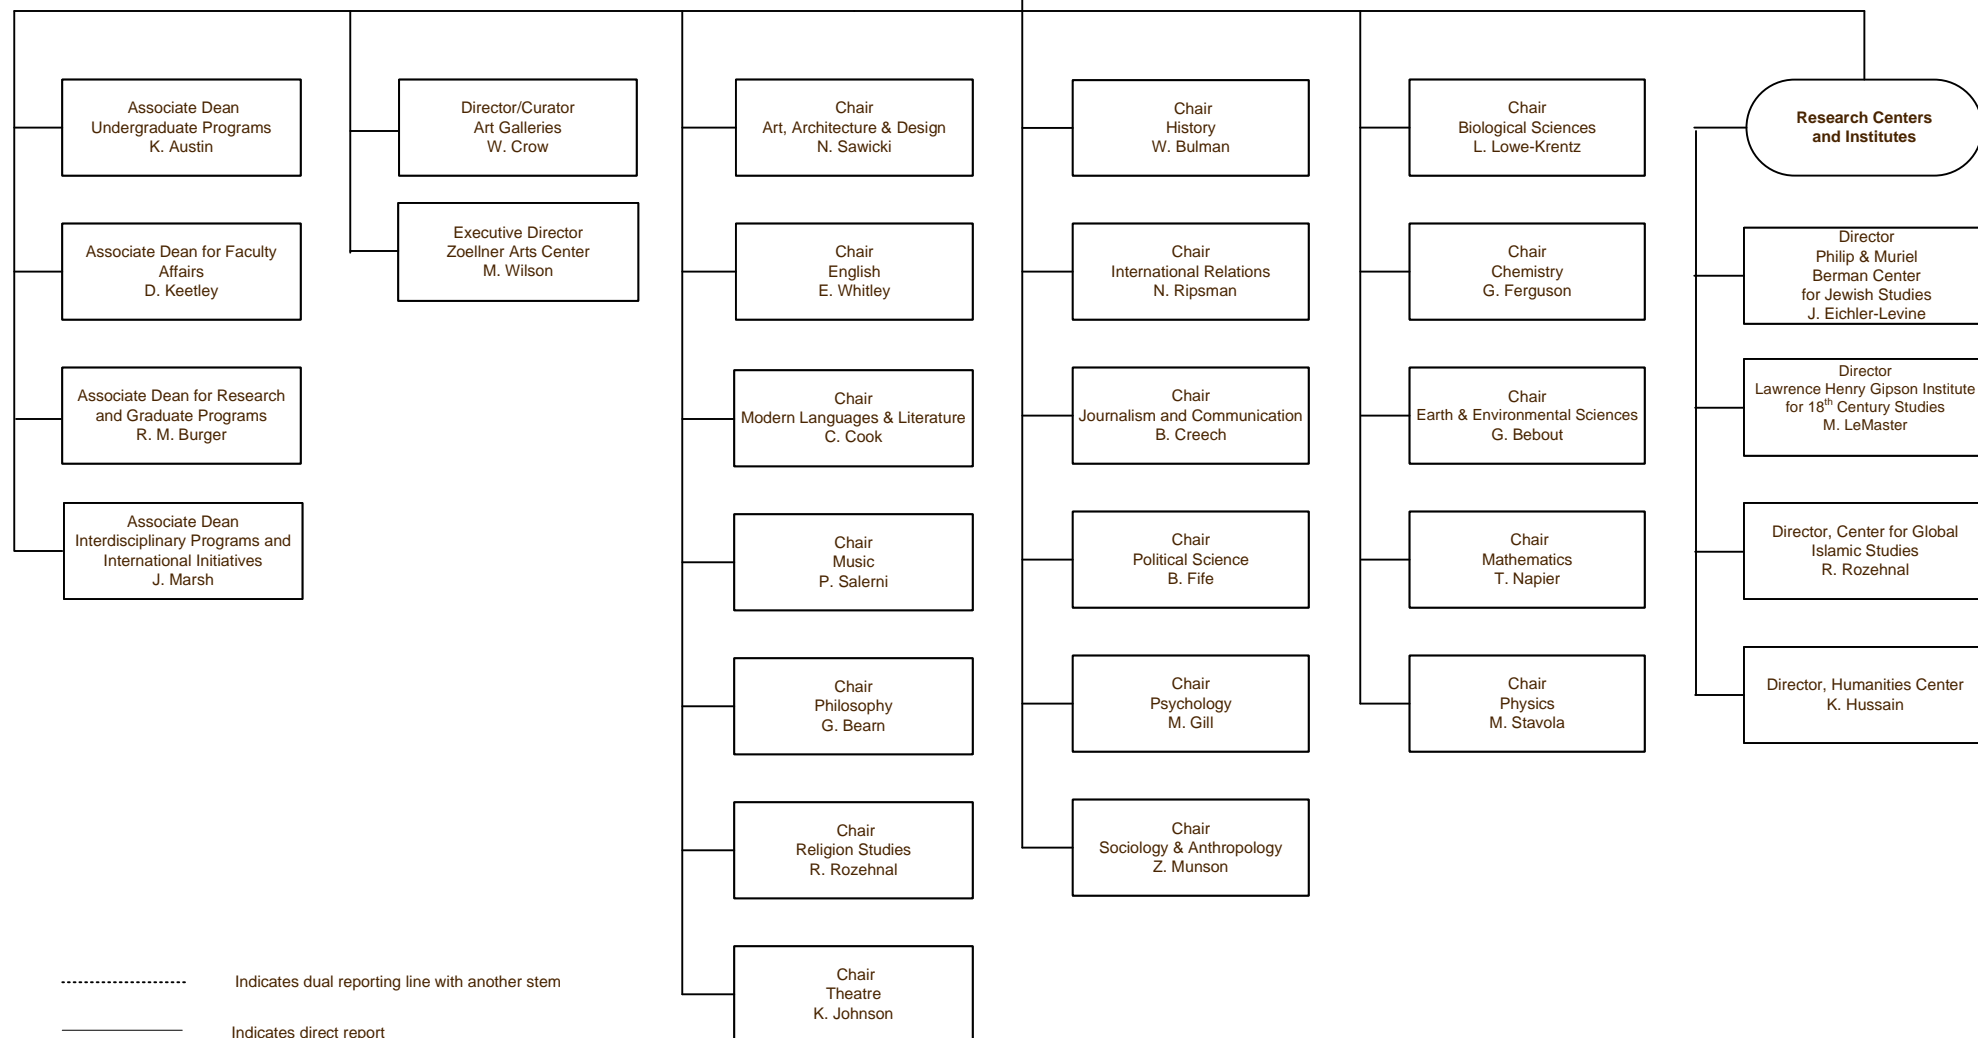 Associate Dean
Undergraduate Programs
K. Austin
Associate Dean for Faculty
Affairs
D. Keetley
Associate Dean for Research
and Graduate Programs
R. M. Burger
Associate Dean
Interdisciplinary Programs and
International Initiatives
J. Marsh
Director/Curator
Art Galleries
W. Crow
Executive Director
Zoellner Arts Center
M. Wilson
Chair
Art, Architecture & Design
N. Sawicki
Chair
English
E. Whitley
Chair
Modern Languages & Literature
C. Cook
Chair
Music
P. Salerni
Chair
Philosophy
G. Bearn
Chair
Religion Studies
R. Rozehnal
Chair
Theatre
K. Johnson
Chair
History
W. Bulman
Chair
International Relations
N. Ripsman
Chair
Journalism and Communication
B. Creech
Chair
Political Science
B. Fife
Chair
Psychology
M. Gill
Chair
Sociology & Anthropology
Z. Munson
Chair
Biological Sciences
L. Lowe-Krentz
Chair
Chemistry
G. Ferguson
Chair
Earth & Environmental Sciences
G. Bebout
Chair
Mathematics
T. Napier
Chair
Physics
M. Stavola
Research Centers
and Institutes
Director
Philip & Muriel
Berman Center
for Jewish Studies
J. Eichler-Levine
Director
Lawrence Henry Gipson Institute
for 18th Century Studies
M. LeMaster
Director, Center for Global
Islamic Studies
R. Rozehnal
Director, Humanities Center
K. Hussain
Indicates dual reporting line with another stem
Indicates direct report